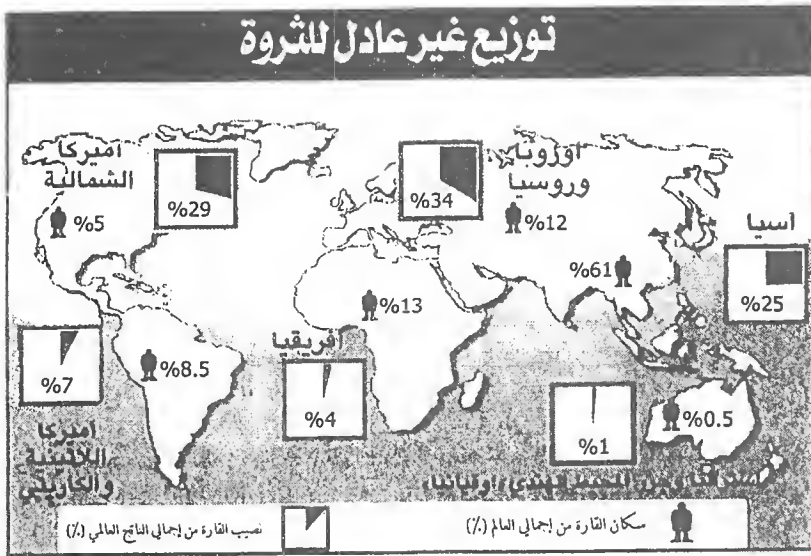 توزيع غير عادل للثروة
اميركا
الشمالية
%29
%5
اوروبا
وروسيا
%34
%12
آسيا
%61
%25
%13
افريقيا
%4
%7
%8.5
اميركا
اللاتينية
والكاريبي
%1
%0.5
سكان القارة من إجمالي العالم (٪)
نصيب القارة من إجمالي الناتج العالمي (٪)